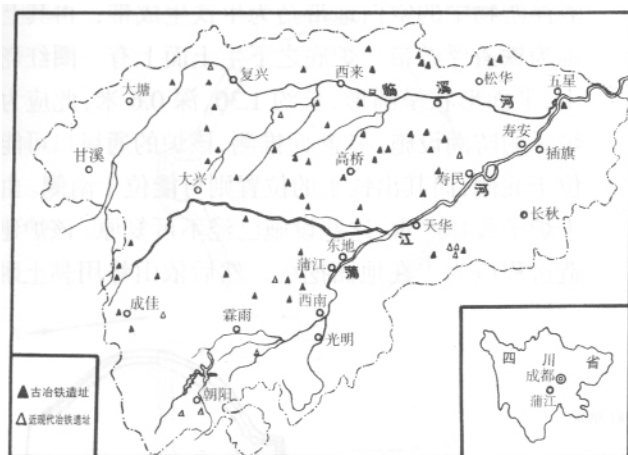 复兴
西来
临
溪
河
松华
五星
大塘
寿安
插旗
甘溪
高桥
寿民
河
大兴
长秋
江
天华
东地
蒲江
蒲
成佳
霖雨
西南
光明
朝阳
古冶铁遗址
近现代冶铁遗址
四
川
省
成都
蒲江